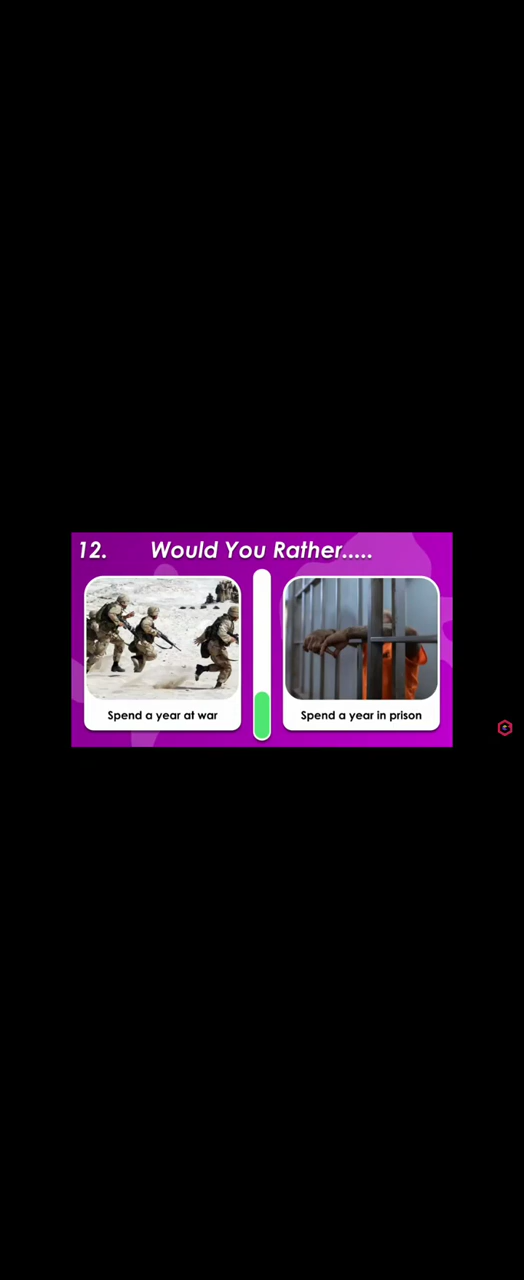 12. Would You Rather.....
Spend a year at war
Spend a year in prison